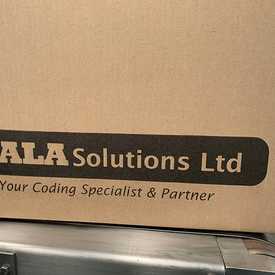 ALA Solutions Ltd
Your Coding Specialist & Partner